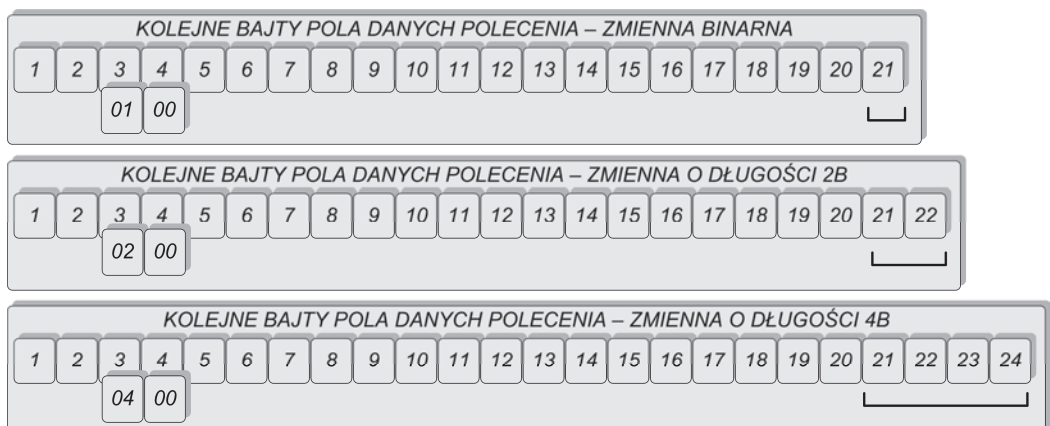 KOLEJNE BAJTY POLA DANYCH POLECENIA – ZMIENNA BINARNA
1 2 3 4 5 6 7 8 9 10 11 12 13 14 15 16 17 18 19 20 21
01 00
KOLEJNE BAJTY POLA DANYCH POLECENIA – ZMIENNA O DŁUGOŚCI 2B
1 2 3 4 5 6 7 8 9 10 11 12 13 14 15 16 17 18 19 20 21 22
02 00
KOLEJNE BAJTY POLA DANYCH POLECENIA – ZMIENNA O DŁUGOŚCI 4B
1 2 3 4 5 6 7 8 9 10 11 12 13 14 15 16 17 18 19 20 21 22 23 24
04 00